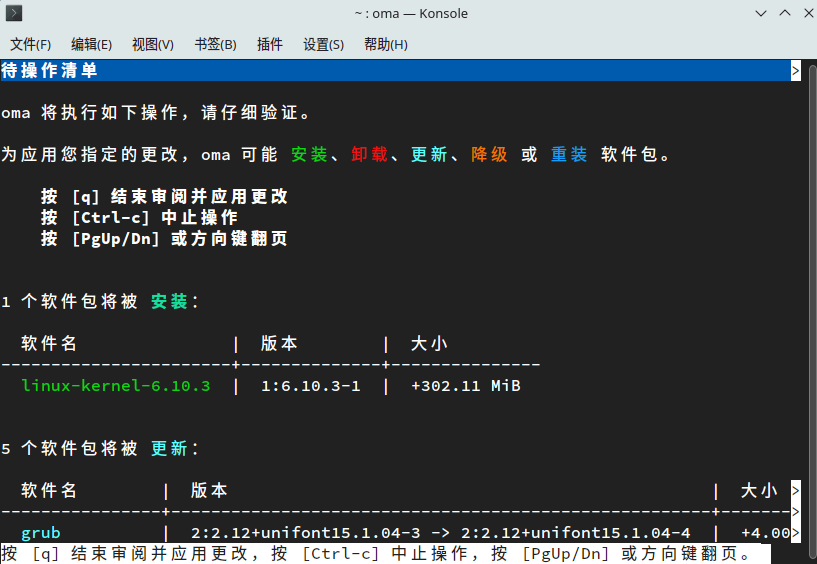 ~ : oma — Konsole
文件(F) 编辑(E) 视图(V) 书签(B) 插件 设置(S) 帮助(H)
待操作清单 >
oma 将执行如下操作，请仔细验证。
为应用您指定的更改，oma 可能 安装、卸载、更新、降级 或 重装 软件包。
按 [q] 结束审阅并应用更改
按 [Ctrl-c] 中止操作
按 [PgUp/Dn] 或方向键翻页
1 个软件包将被 安装：
软件名 | 版本 | 大小
-----------------------+--------------+---------------
linux-kernel-6.10.3 | 1:6.10.3-1 | +302.11 MiB
5 个软件包将被 更新：
软件名 | 版本 | 大小 >
----------------+------------------------------------------------------+------->
grub | 2:2.12+unifont15.1.04-3 -> 2:2.12+unifont15.1.04-4 | +4.00>
按 [q] 结束审阅并应用更改，按 [Ctrl-c] 中止操作，按 [PgUp/Dn] 或方向键翻页。